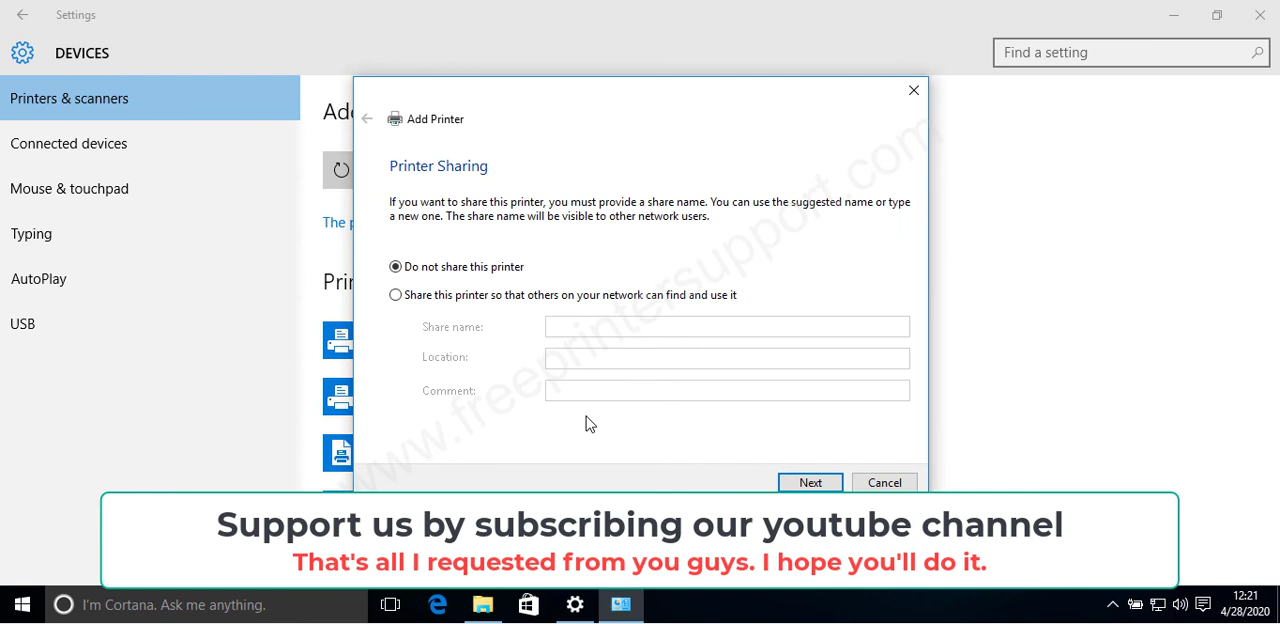 Settings
DEVICES
Find a setting
Printers & scanners
Connected devices
Mouse & touchpad
Typing
AutoPlay
USB
The p
Add Printer
Printer Sharing
If you want to share this printer, you must provide a share name. You can use the suggested name or type
a new one. The share name will be visible to other network users.
Do not share this printer
Share this printer so that others on your network can find and use it
Share name:
Location:
Comment:
Next
Cancel
www.freeprintersupport.com
Support us by subscribing our youtube channel
That's all I requested from you guys. I hope you'll do it.
I'm Cortana. Ask me anything.
12:21
4/28/2020